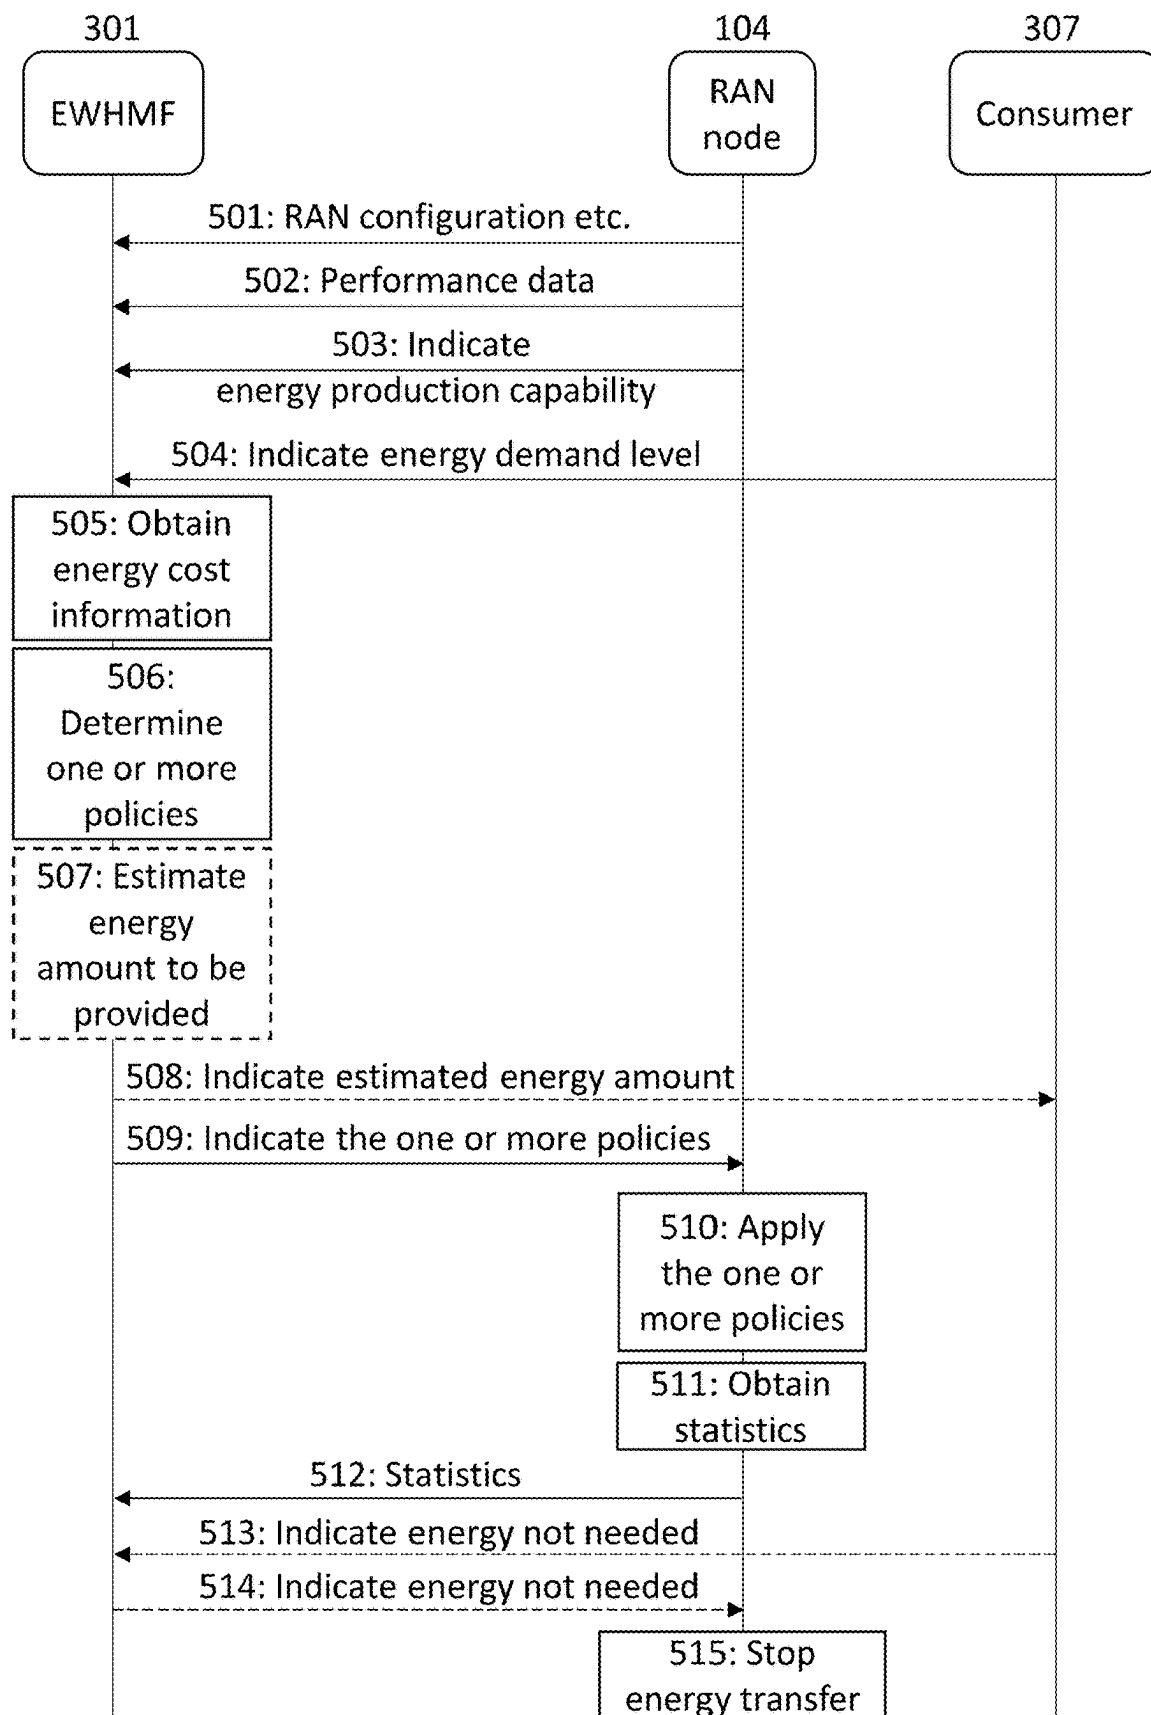 301
104
307
EWHMF
RAN
node
Consumer
501: RAN configuration etc.
502: Performance data
503: Indicate
energy production capability
504: Indicate energy demand level
505: Obtain
energy cost
information
506:
Determine
one or more
policies
507: Estimate
energy
amount to be
provided
508: Indicate estimated energy amount
509: Indicate the one or more policies
510: Apply
the one or
more policies
511: Obtain
statistics
512: Statistics
513: Indicate energy not needed
514: Indicate energy not needed
515: Stop
energy transfer